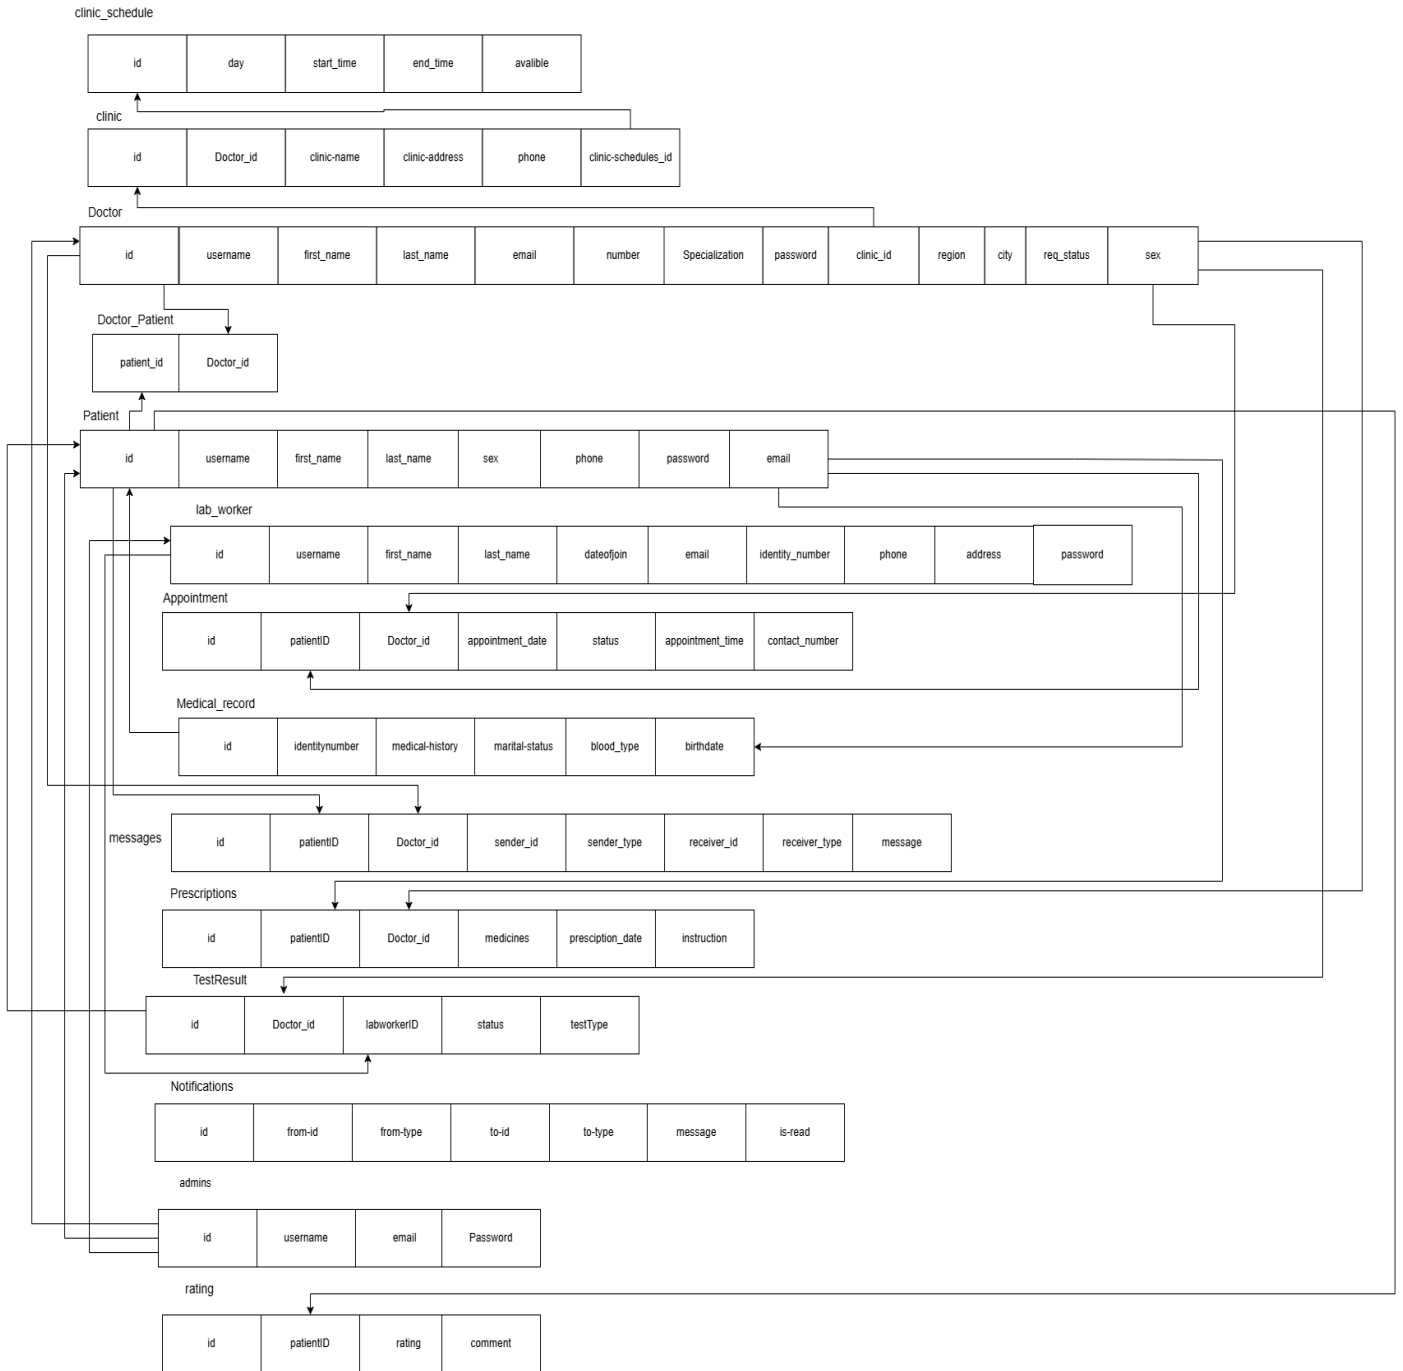 clinic_schedule
id day start_time end_time avalible
clinic
id Doctor_id clinic-name clinic-address phone clinic-schedules_id
Doctor
id username first_name last_name email number Specialization password clinic_id region city req_status sex
Doctor_Patient
patient_id Doctor_id
Patient
id username first_name last_name sex phone password email
lab_worker
id username first_name last_name dateofjoin email identity_number phone address password
Appointment
id patientID Doctor_id appointment_date status appointment_time contact_number
Medical_record
id identitynumber medical-history marital-status blood_type birthdate
messages
id patientID Doctor_id sender_id sender_type receiver_id receiver_type message
Prescriptions
id patientID Doctor_id medicines presciption_date instruction
TestResult
id Doctor_id labworkerID status testType
Notifications
id from-id from-type to-id to-type message is-read
admins
id username email Password
rating
id patientID rating comment